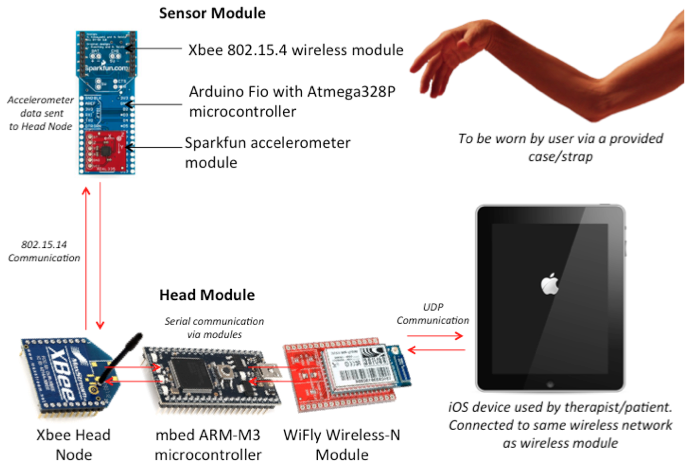 Sensor Module
Xbee 802.15.4 wireless module
Sparkfun.com
Arduino Fio with Atmega328P
microcontroller
Accelerometer
data sent
to Head Node
Sparkfun accelerometer
module
To be worn by user via a provided
case/strap
802.15.14
Communication
Head Module
Serial communication
via modules
UDP
Communication
XBee
Xbee Head
Node
mbed ARM-M3
microcontroller
WiFly Wireless-N
Module
iOS device used by therapist/patient.
Connected to same wireless network
as wireless module